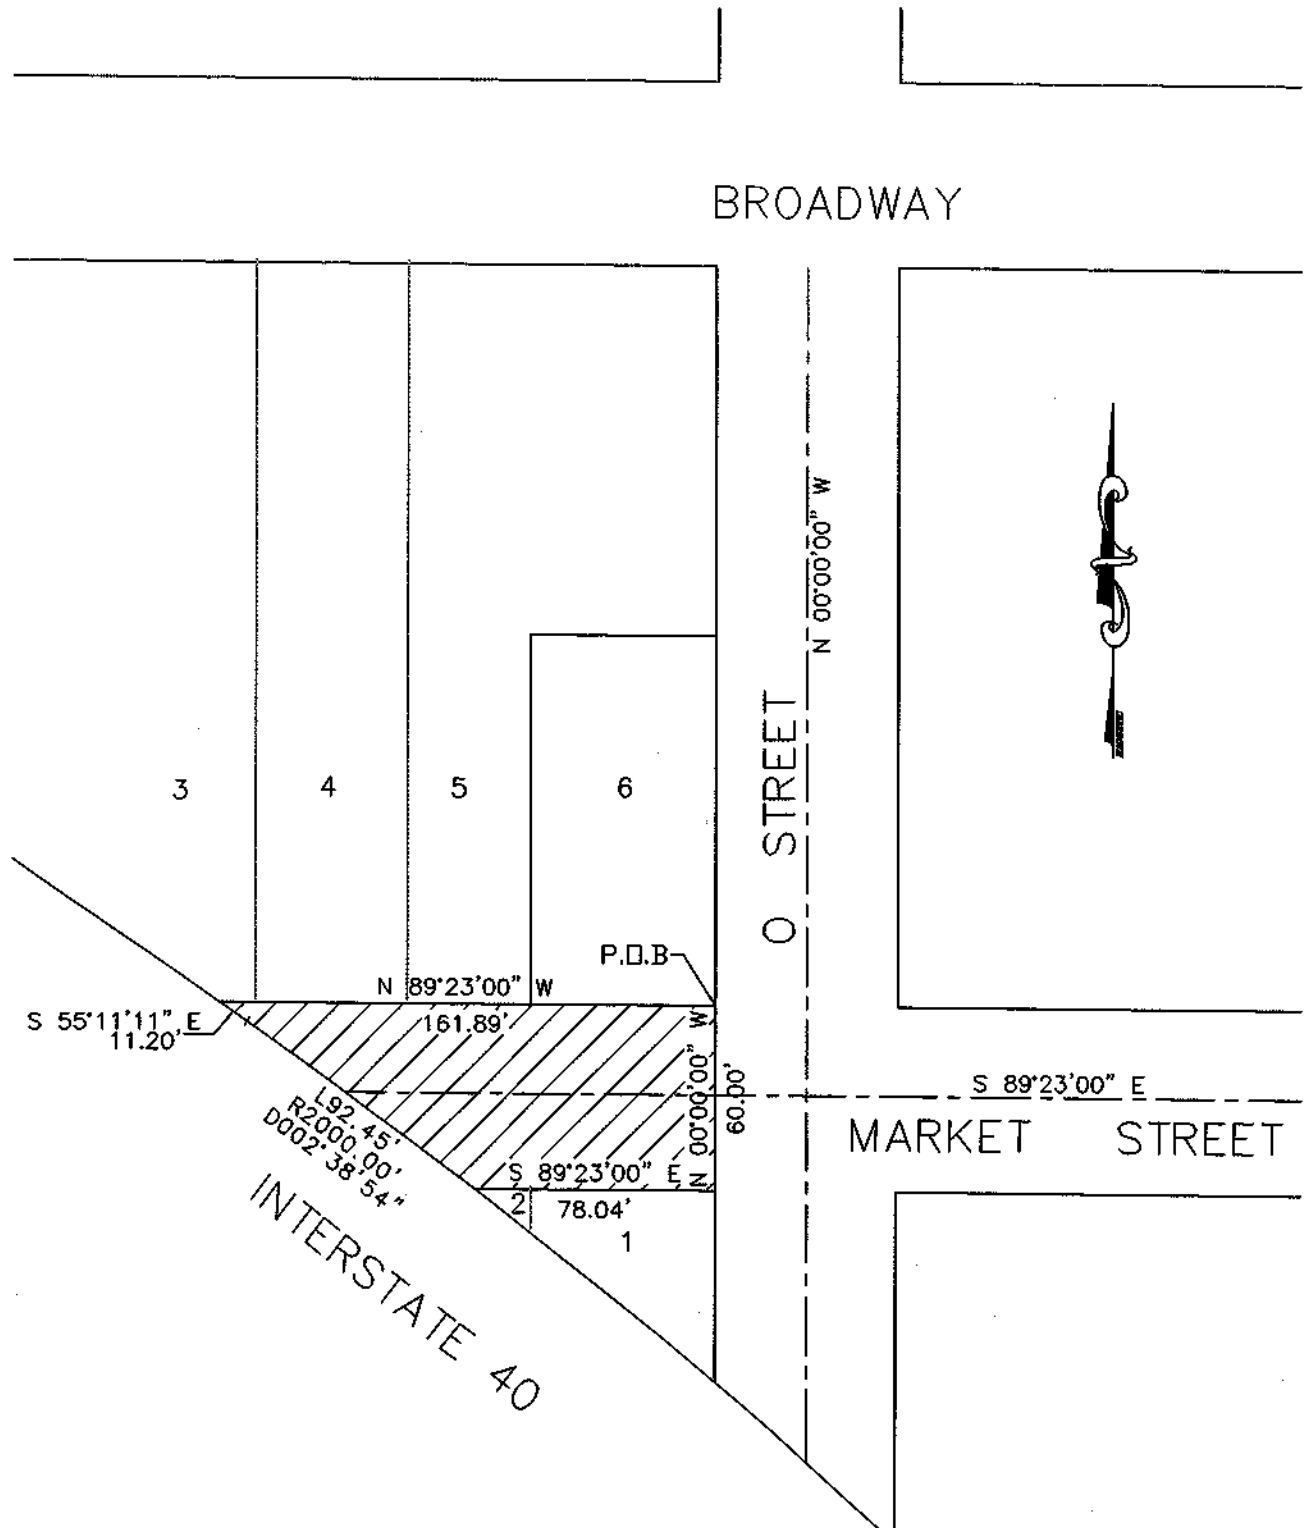 BROADWAY
N 00°00'00" W
O STREET
3
4
5
6
P.O.B
N 89°23'00" W
161.89'
S 55°11'11" E
11.20'
N 00°00'00" W
60.00'
S 89°23'00" E
MARKET STREET
L92.45'
R2000.00'
D002°38'54"
S 89°23'00" E
78.04'
2
1
INTERSTATE 40